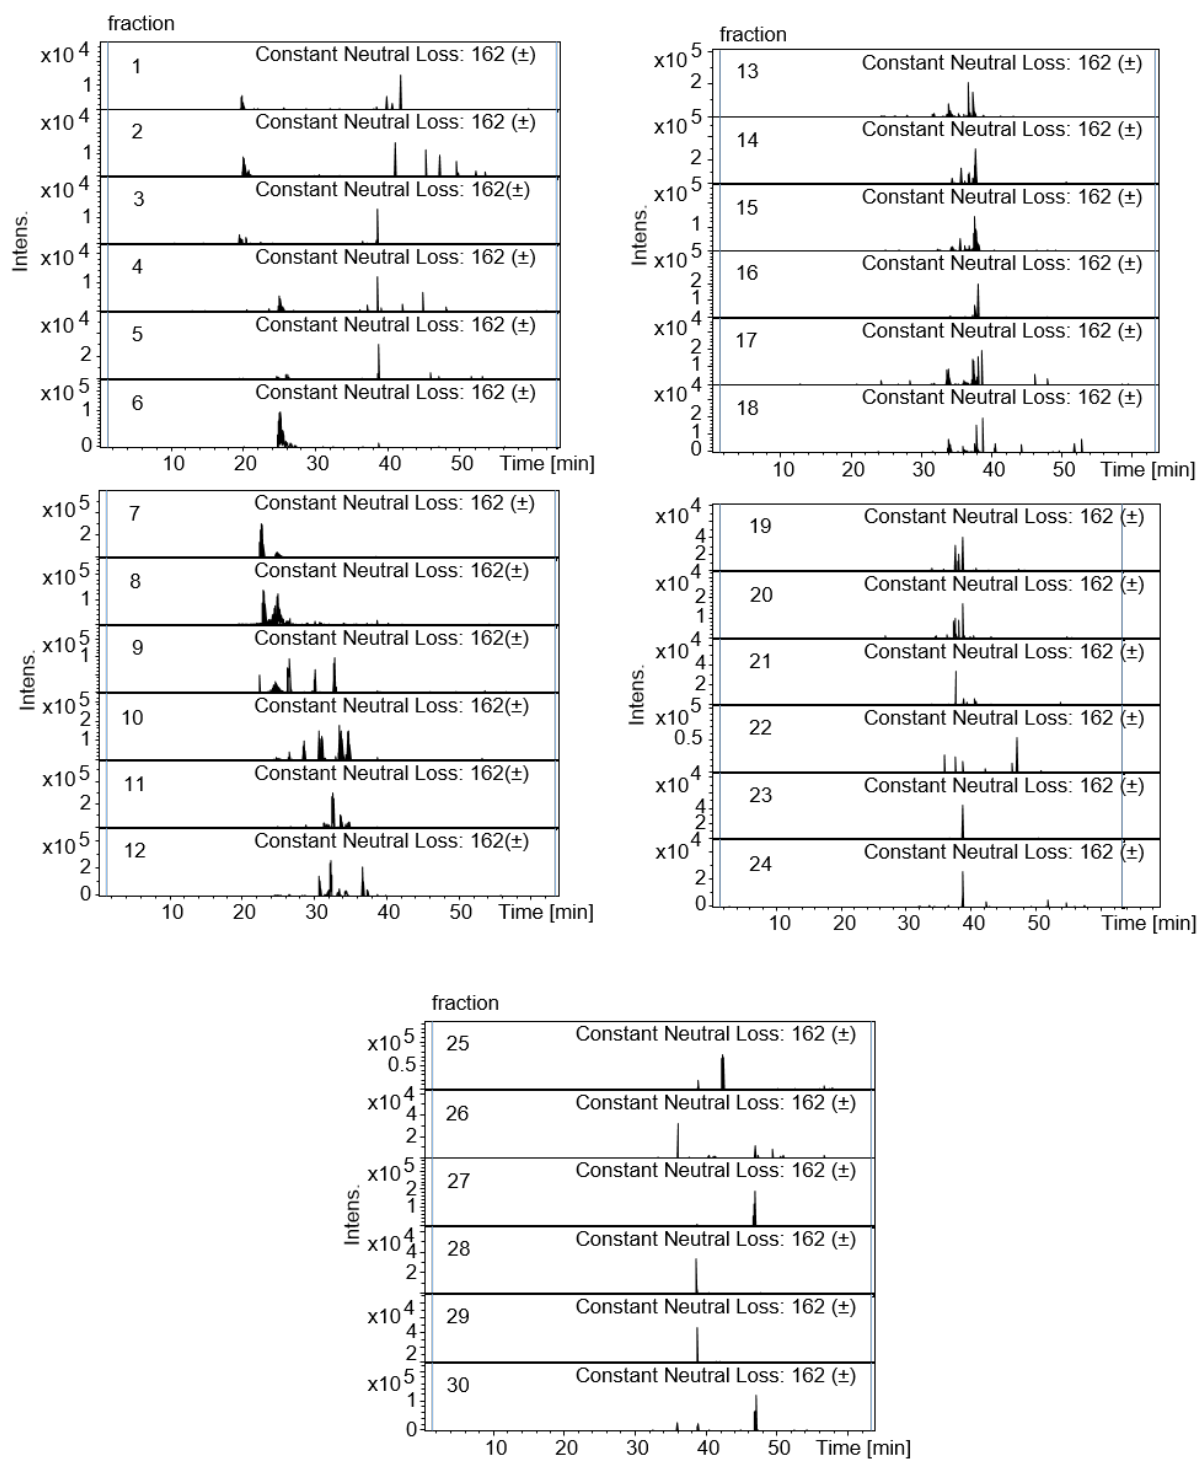 fraction
x10 4
1
1
Constant Neutral Loss: 162 (±)
x10 4
1
2
Constant Neutral Loss: 162 (±)
x10 4
1
3
Constant Neutral Loss: 162(±)
x10 4
1
4
Constant Neutral Loss: 162 (±)
x10 4
2
5
Constant Neutral Loss: 162 (±)
x10 5
1
0
6
Constant Neutral Loss: 162 (±)
Intens.
10 20 30 40 50 Time [min]
x10 5
2
7
Constant Neutral Loss: 162 (±)
x10 5
1
8
Constant Neutral Loss: 162(±)
x10 5
1
9
Constant Neutral Loss: 162(±)
x10 5
2
1
10
Constant Neutral Loss: 162(±)
x10 5
2
11
Constant Neutral Loss: 162(±)
x10 5
2
0
12
Constant Neutral Loss: 162(±)
Intens.
10 20 30 40 50 Time [min]
fraction
x10 5
2
13
Constant Neutral Loss: 162 (±)
x10 5
2
14
Constant Neutral Loss: 162 (±)
x10 5
1
15
Constant Neutral Loss: 162 (±)
x10 5
2
1
16
Constant Neutral Loss: 162 (±)
x10 4
2
1
17
Constant Neutral Loss: 162 (±)
x10 4
2
1
0
18
Constant Neutral Loss: 162 (±)
Intens.
10 20 30 40 50 Time [min]
x10 4
4
2
19
Constant Neutral Loss: 162 (±)
x10 4
2
1
20
Constant Neutral Loss: 162 (±)
x10 4
4
2
21
Constant Neutral Loss: 162 (±)
x10 5
0.5
22
Constant Neutral Loss: 162 (±)
x10 4
4
2
23
Constant Neutral Loss: 162 (±)
x10 4
2
0
24
Constant Neutral Loss: 162 (±)
Intens.
10 20 30 40 50 Time [min]
fraction
x10 5
0.5
25
Constant Neutral Loss: 162 (±)
x10 4
4
2
26
Constant Neutral Loss: 162 (±)
x10 5
2
1
27
Constant Neutral Loss: 162 (±)
x10 4
4
2
28
Constant Neutral Loss: 162 (±)
x10 4
4
2
29
Constant Neutral Loss: 162 (±)
x10 5
1
0
30
Constant Neutral Loss: 162 (±)
Intens.
10 20 30 40 50 Time [min]